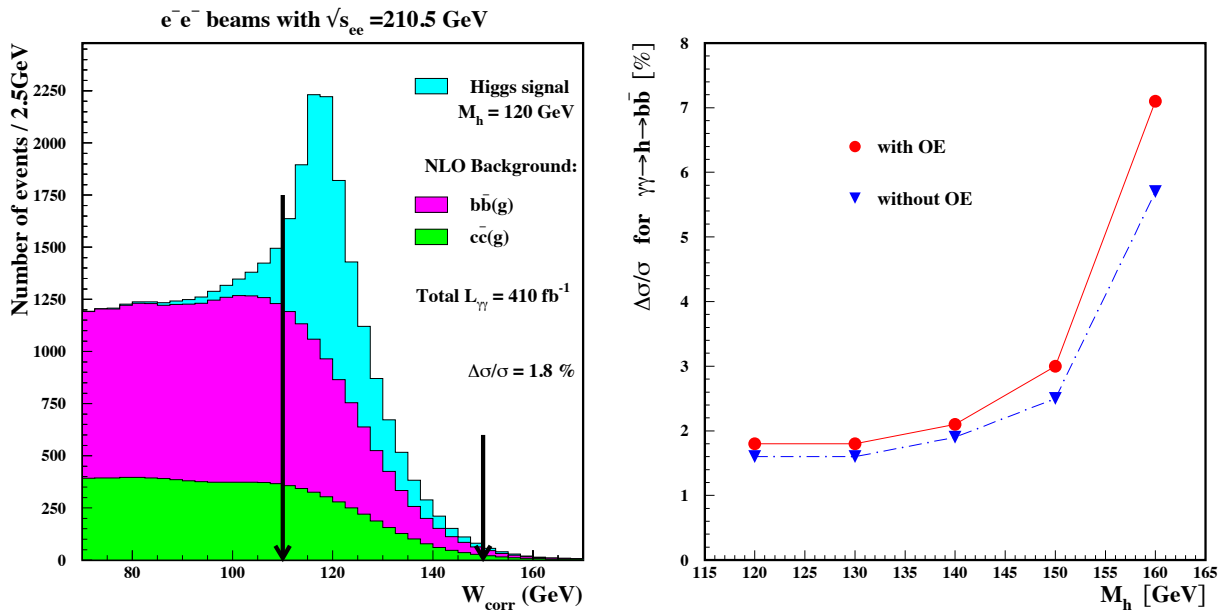 e⁻e⁻ beams with √s_ee =210.5 GeV
Number of events / 2.5GeV
2250
2000
1750
1500
1250
1000
750
500
250
0
80 100 120 140 160
W_corr (GeV)
Higgs signal
M_h = 120 GeV
NLO Background:
bb̄(g)
cc̄(g)
Total L_γγ = 410 fb⁻¹
Δσ/σ = 1.8 %
Δσ/σ for γγ→h→bb̄ [%]
8
7
6
5
4
3
2
1
0
115 120 125 130 135 140 145 150 155 160 165
M_h [GeV]
with OE
without OE